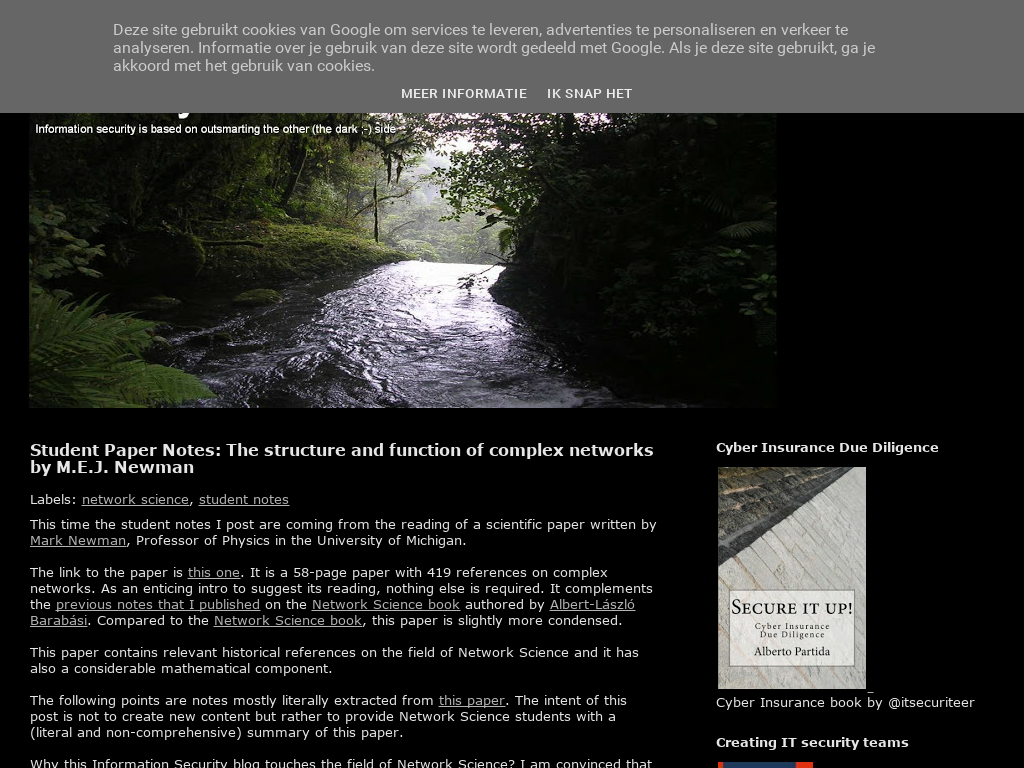 Deze site gebruikt cookies van Google om services te leveren, advertenties te personaliseren en verkeer te
analyseren. Informatie over je gebruik van deze site wordt gedeeld met Google. Als je deze site gebruikt, ga je
akkoord met het gebruik van cookies.
MEER INFORMATIE IK SNAP HET
Information security is based on outsmarting the other (the dark ;-) side
Student Paper Notes: The structure and function of complex networks
by M.E.J. Newman
Labels: network science, student notes
This time the student notes I post are coming from the reading of a scientific paper written by
Mark Newman, Professor of Physics in the University of Michigan.
The link to the paper is this one. It is a 58-page paper with 419 references on complex
networks. As an enticing intro to suggest its reading, nothing else is required. It complements
the previous notes that I published on the Network Science book authored by Albert-László
Barabási. Compared to the Network Science book, this paper is slightly more condensed.
This paper contains relevant historical references on the field of Network Science and it has
also a considerable mathematical component.
The following points are notes mostly literally extracted from this paper. The intent of this
post is not to create new content but rather to provide Network Science students with a
(literal and non-comprehensive) summary of this paper.
Why this Information Security blog touches the field of Network Science? I am convinced that
Cyber Insurance Due Diligence
SECURE IT UP!
Cyber Insurance
Due Diligence
Alberto Partida
Cyber Insurance book by @itsecuriteer
Creating IT security teams